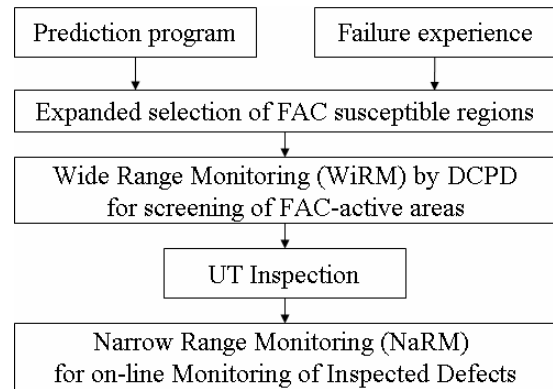 Prediction program
Failure experience
Expanded selection of FAC susceptible regions
Wide Range Monitoring (WiRM) by DCPD
for screening of FAC-active areas
UT Inspection
Narrow Range Monitoring (NaRM)
for on-line Monitoring of Inspected Defects